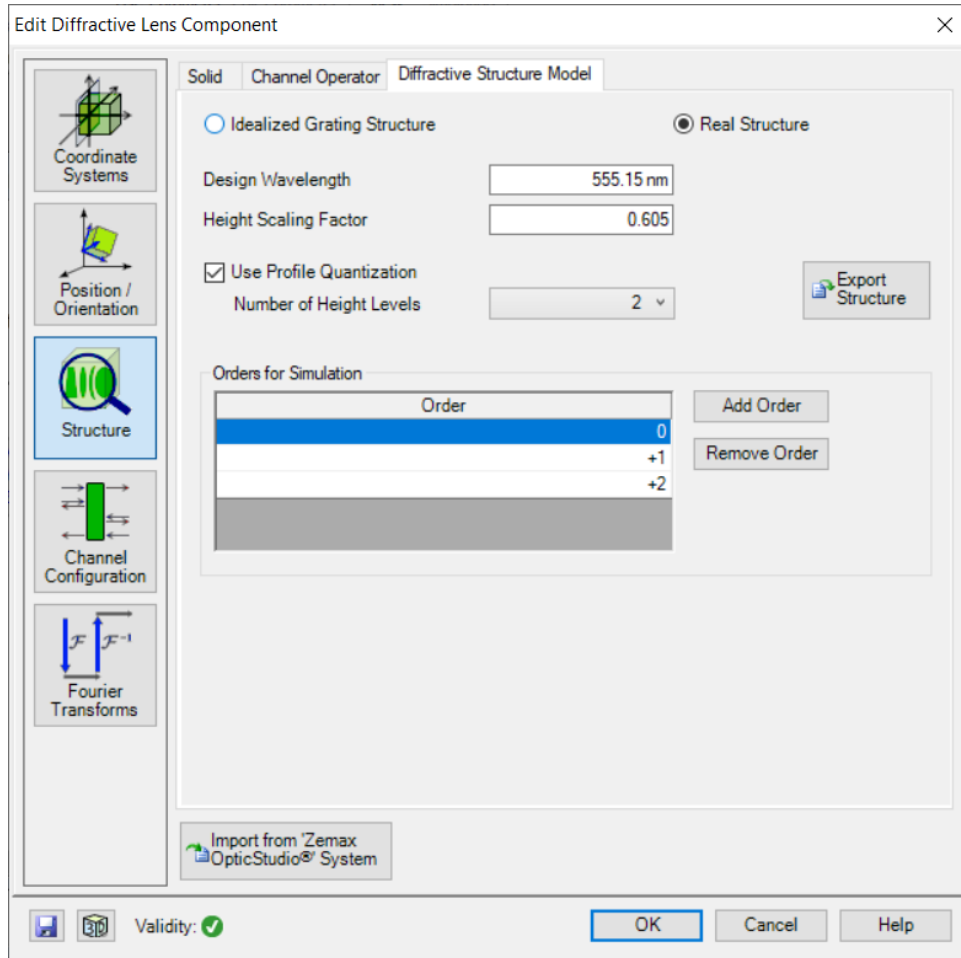 Edit Diffractive Lens Component
Coordinate
Systems
Position /
Orientation
Structure
Channel
Configuration
F F⁻¹
Fourier
Transforms
Solid Channel Operator Diffractive Structure Model
Idealized Grating Structure Real Structure
Design Wavelength 555.15 nm
Height Scaling Factor 0.605
Use Profile Quantization
Number of Height Levels 2
Export
Structure
Orders for Simulation
Order
0
+1
+2
Add Order
Remove Order
Import from 'Zemax
OpticStudio®' System
3D Validity: OK Cancel Help